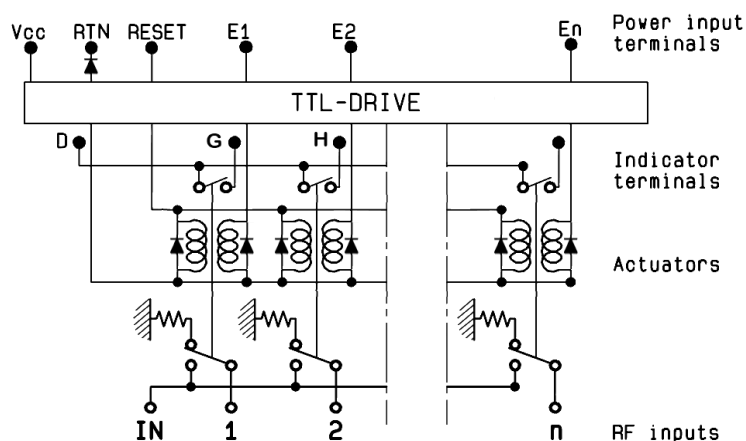 Vcc RTN RESET E1 E2 En Power input
terminals
TTL-DRIVE
D G H
Indicator
terminals
Actuators
IN 1 2 n RF inputs